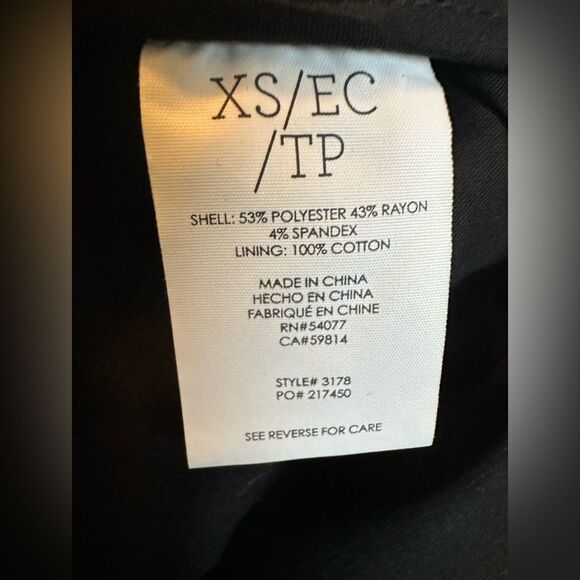 XS/EC
/TP
SHELL: 53% POLYESTER 43% RAYON
4% SPANDEX
LINING: 100% COTTON
MADE IN CHINA
HECHO EN CHINA
FABRIQUÉ EN CHINE
RN#54077
CA#59814
STYLE# 3178
PO# 217450
SEE REVERSE FOR CARE